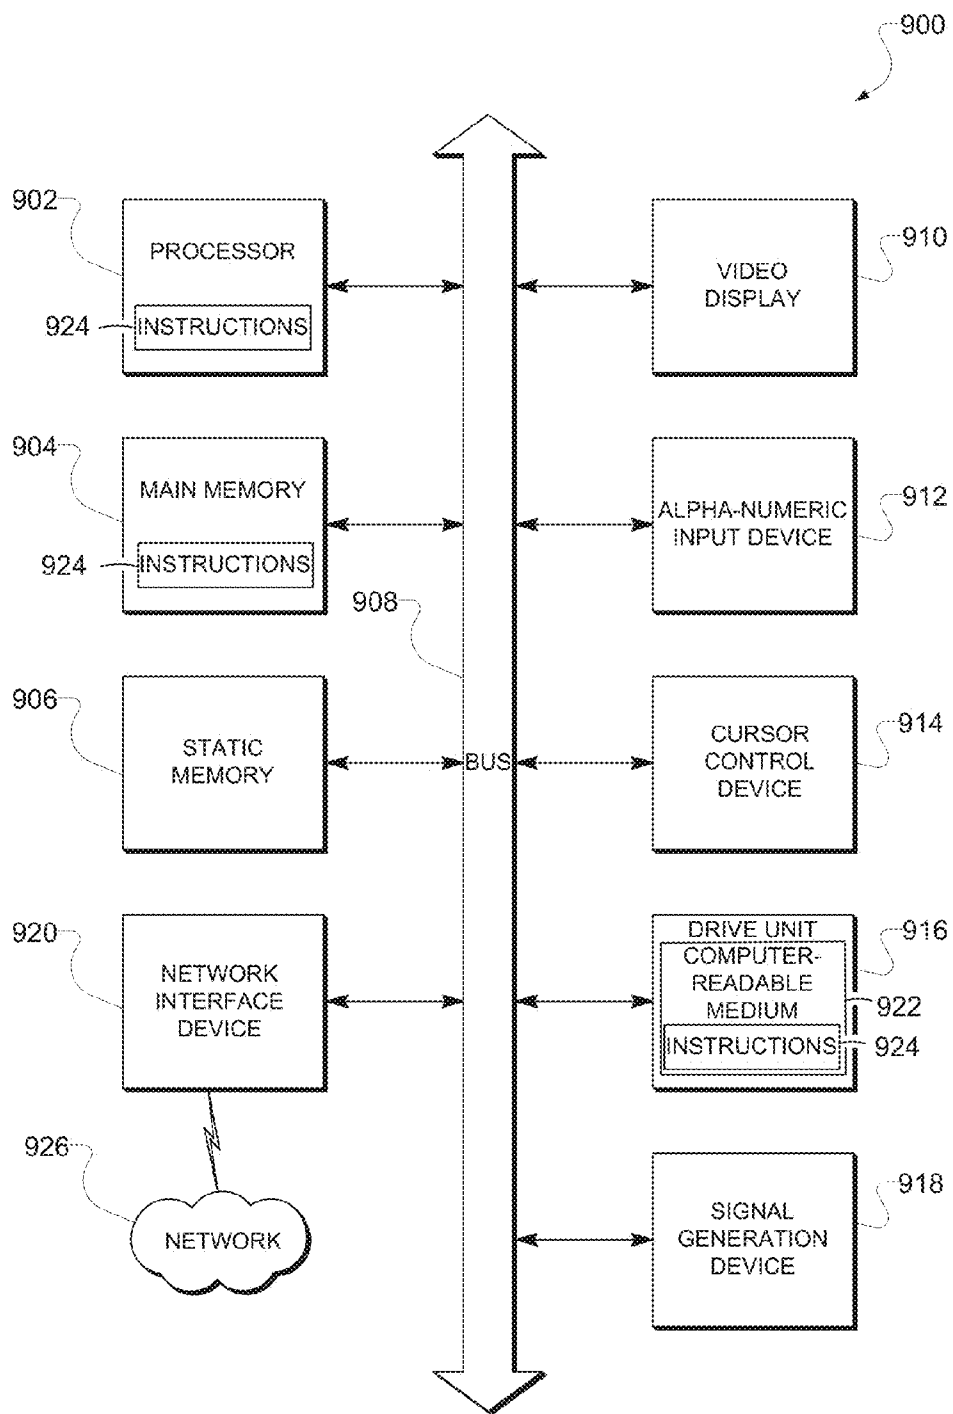 900
902
PROCESSOR
924
INSTRUCTIONS
904
MAIN MEMORY
924
INSTRUCTIONS
908
906
STATIC
MEMORY
920
NETWORK
INTERFACE
DEVICE
926
NETWORK
BUS
910
VIDEO
DISPLAY
912
ALPHA-NUMERIC
INPUT DEVICE
914
CURSOR
CONTROL
DEVICE
916
DRIVE UNIT
COMPUTER-
READABLE
MEDIUM
922
INSTRUCTIONS
924
918
SIGNAL
GENERATION
DEVICE